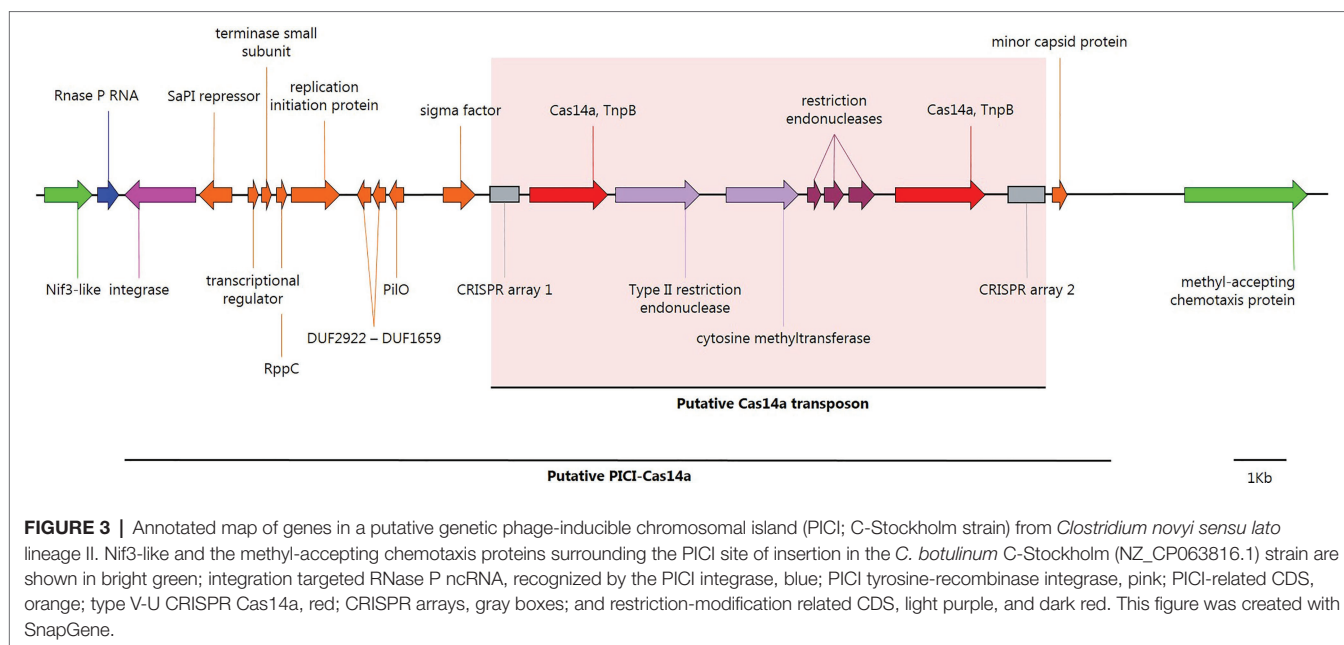 terminase small
subunit
minor capsid protein
Rnase P RNA
SaPI repressor
replication
initiation protein
sigma factor
Cas14a, TnpB
restriction
endonucleases
Cas14a, TnpB
Nif3-like
integrase
transcriptional
regulator
RppC
DUF2922 – DUF1659
PilO
CRISPR array 1
Type II restriction
endonuclease
cytosine methyltransferase
CRISPR array 2
methyl-accepting
chemotaxis protein
Putative Cas14a transposon
Putative PICI-Cas14a
1Kb
FIGURE 3 | Annotated map of genes in a putative genetic phage-inducible chromosomal island (PICI; C-Stockholm strain) from Clostridium novyi sensu lato
lineage II. Nif3-like and the methyl-accepting chemotaxis proteins surrounding the PICI site of insertion in the C. botulinum C-Stockholm (NZ_CP063816.1) strain are
shown in bright green; integration targeted RNase P ncRNA, recognized by the PICI integrase, blue; PICI tyrosine-recombinase integrase, pink; PICI-related CDS,
orange; type V-U CRISPR Cas14a, red; CRISPR arrays, gray boxes; and restriction-modification related CDS, light purple, and dark red. This figure was created with
SnapGene.